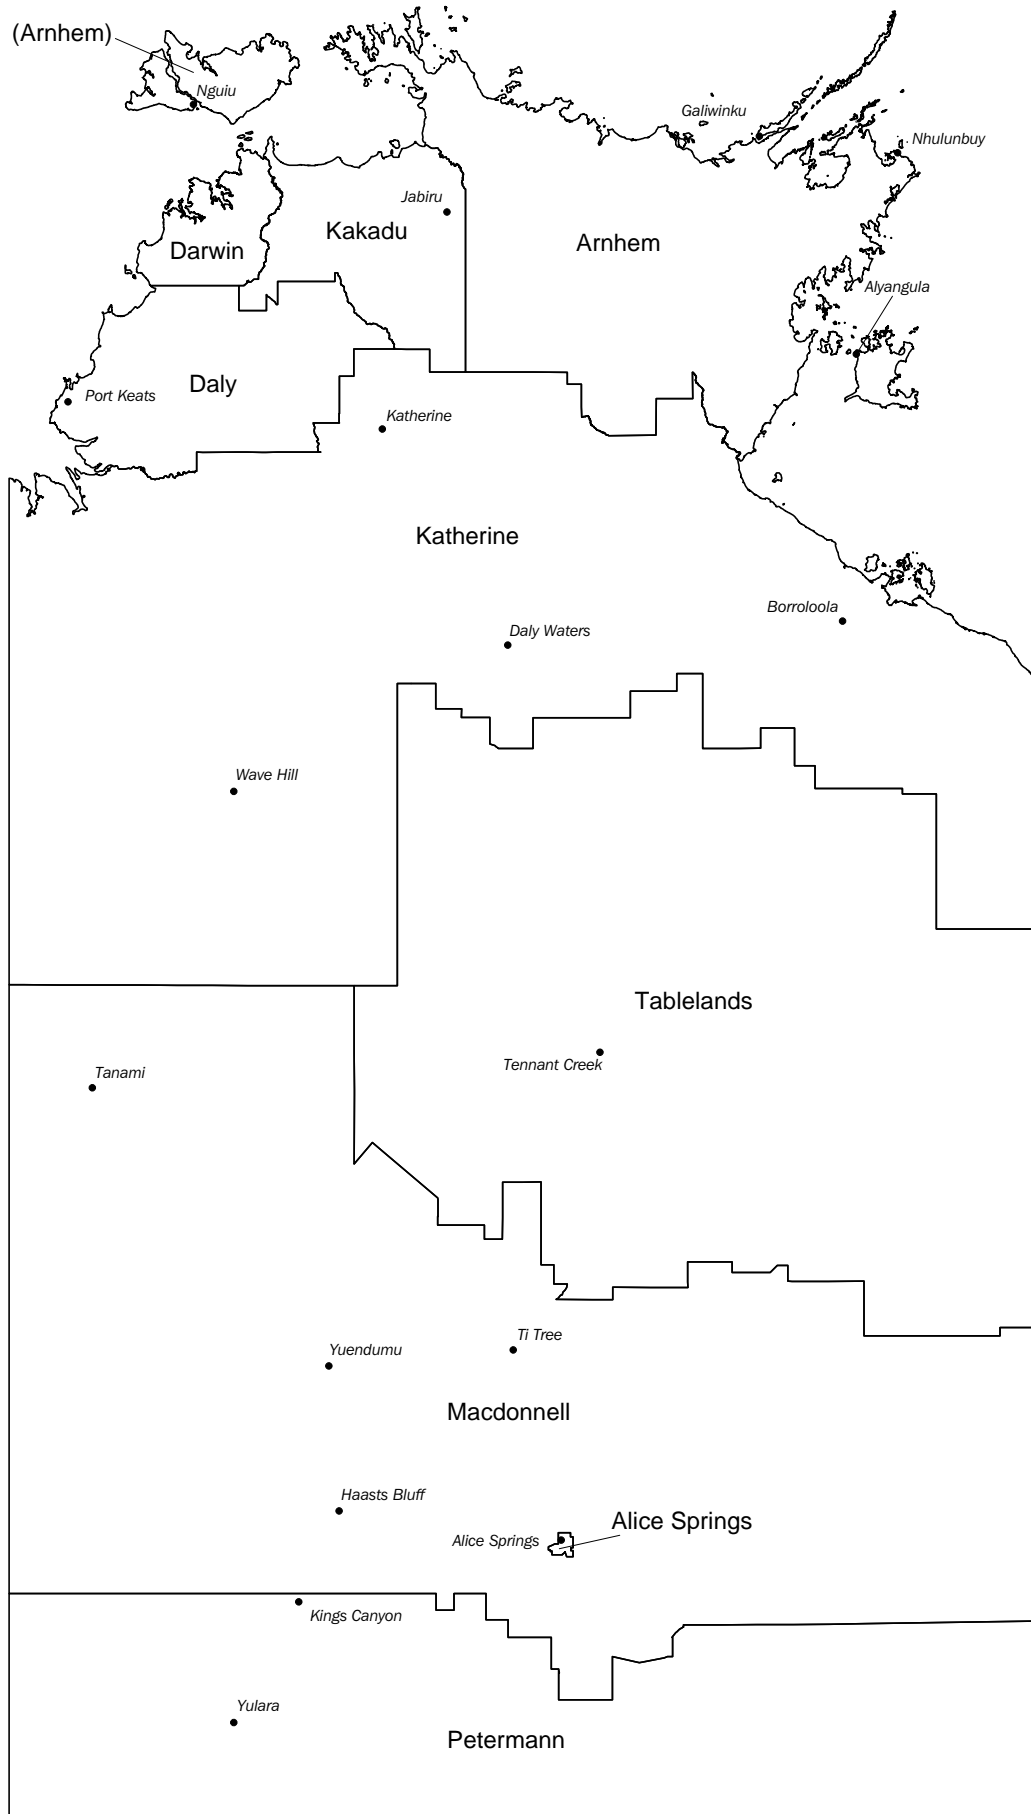 (Arnhem)
Nguiu
Galiwinku
Nhulunbuy
Jabiru
Kakadu
Darwin
Arnhem
Alyangula
Daly
Port Keats
Katherine
Katherine
Borroloola
Daly Waters
Wave Hill
Tablelands
Tennant Creek
Tanami
Ti Tree
Yuendumu
Macdonnell
Haasts Bluff
Alice Springs
Alice Springs
Kings Canyon
Yulara
Petermann